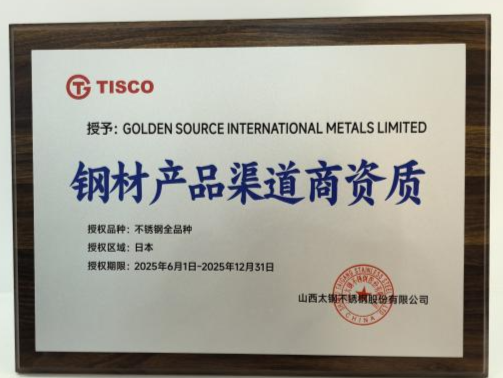 TISCO
授予：GOLDEN SOURCE INTERNATIONAL METALS LIMITED
钢材产品渠道商资质
授权品种：不锈钢全品种
授权区域：日本
授权期限：2025年6月1日-2025年12月31日
山西太钢不锈钢股份有限公司